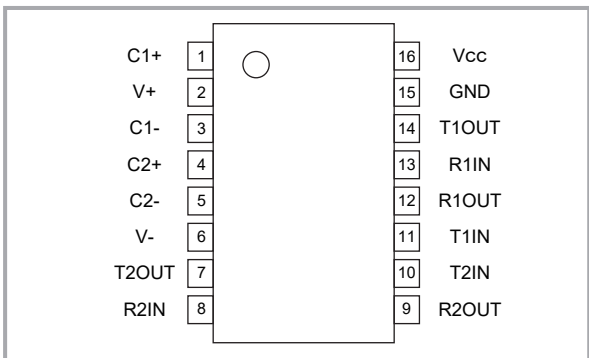 C1+ 1 16 Vcc
V+ 2 15 GND
C1- 3 14 T1OUT
C2+ 4 13 R1IN
C2- 5 12 R1OUT
V- 6 11 T1IN
T2OUT 7 10 T2IN
R2IN 8 9 R2OUT